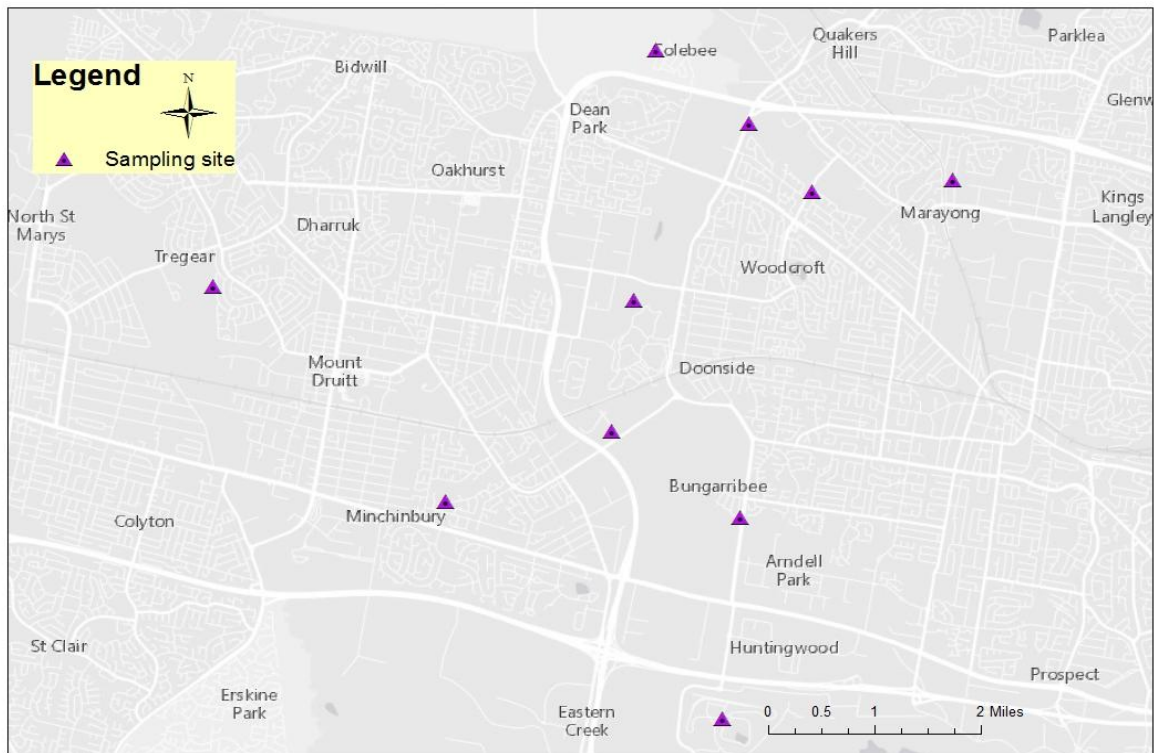 Quakers
Hill
Parklea
Colebee
Bidwill
Legend
N
Sampling site
Glenw
Dean
Park
Oakhurst
Kings
Langley
North St
Marys
Dharruk
Marayong
Tregear
Woodcroft
Mount
Druitt
Doonside
Bungarribee
Minchinbury
Colyton
Arndell
Park
St Clair
Huntingwood
Prospect
Erskine
Park
Eastern
Creek
0 0.5 1 2 Miles